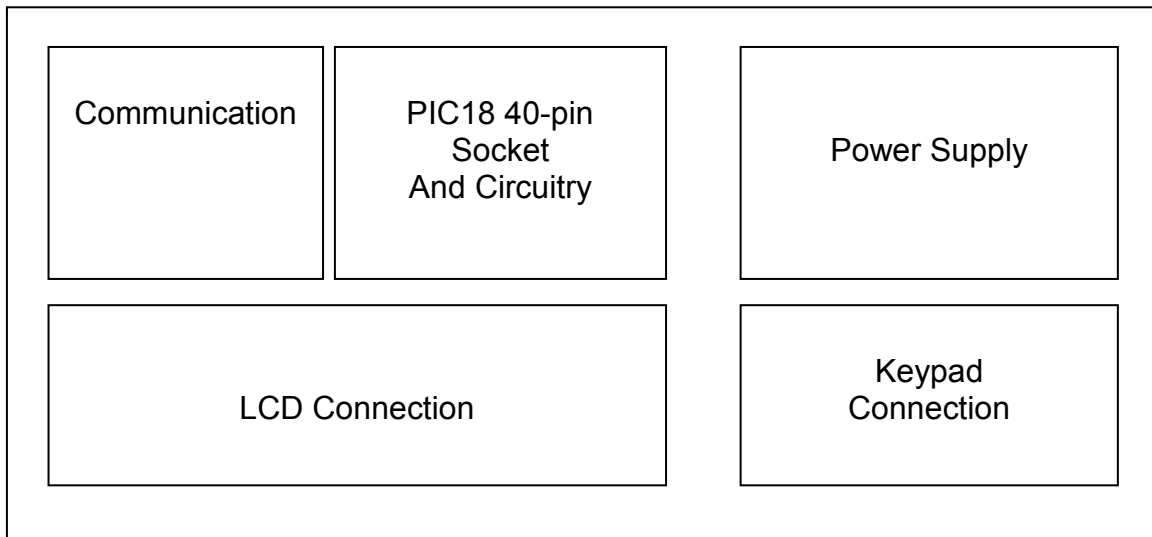 Communication
PIC18 40-pin
Socket
And Circuitry
Power Supply
LCD Connection
Keypad
Connection